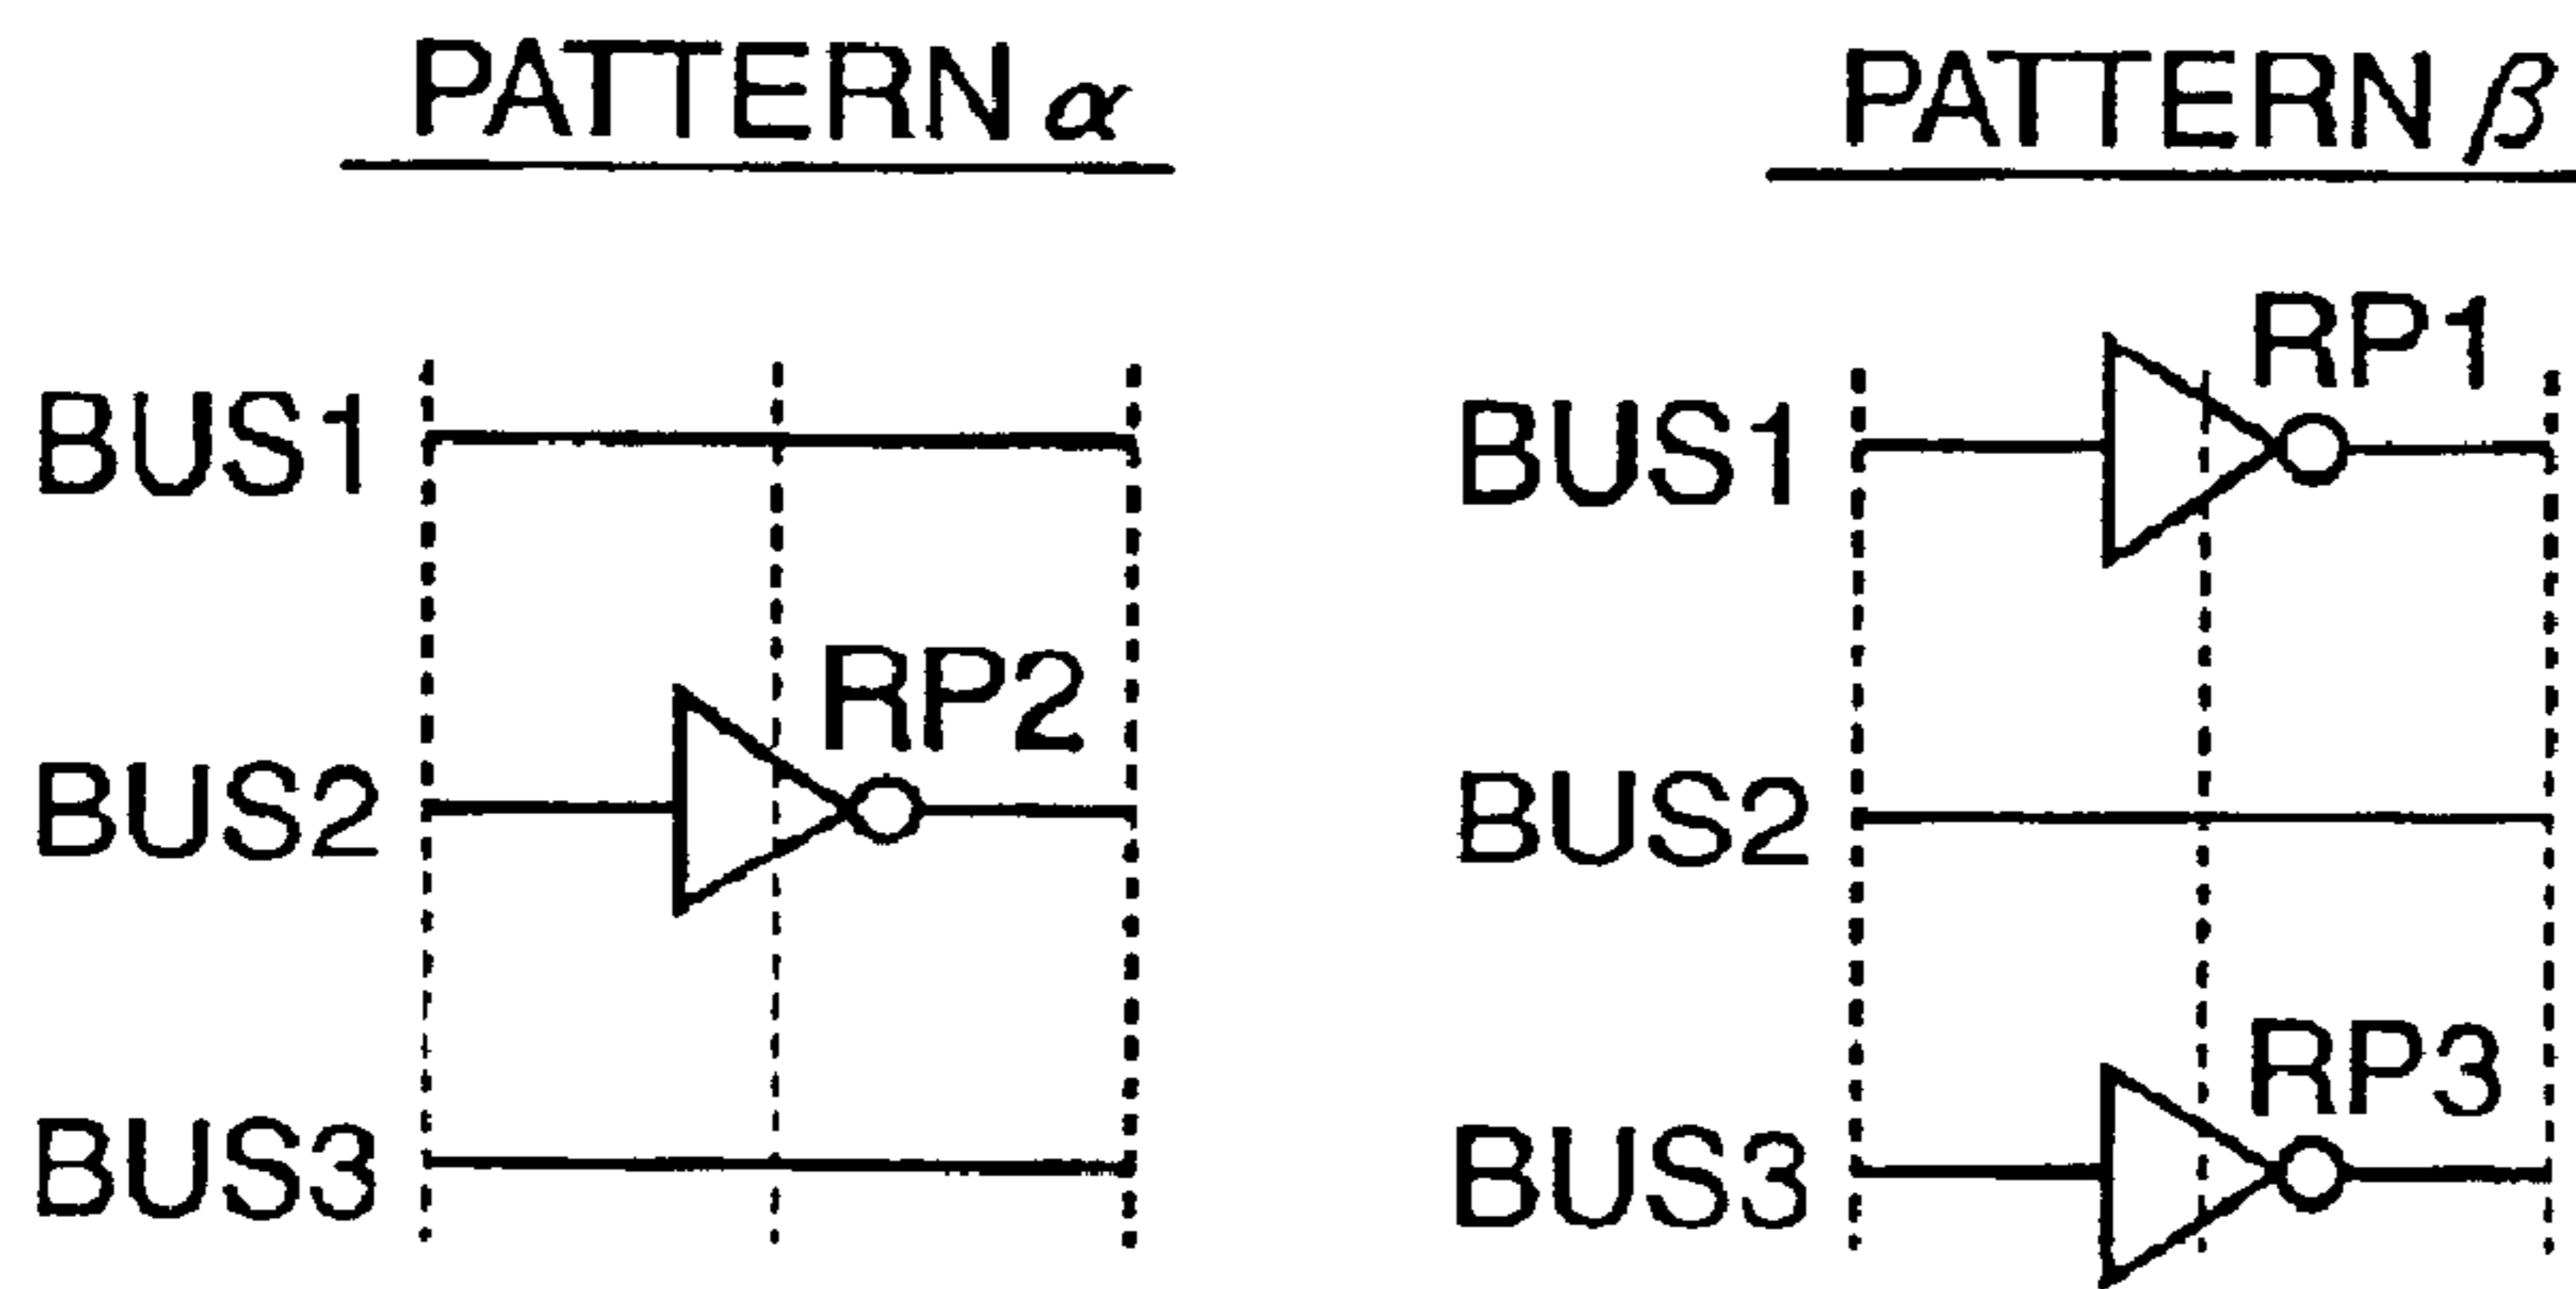 PATTERN α
BUS1
RP2
BUS2
BUS3
PATTERN β
RP1
BUS1
BUS2
RP3
BUS3